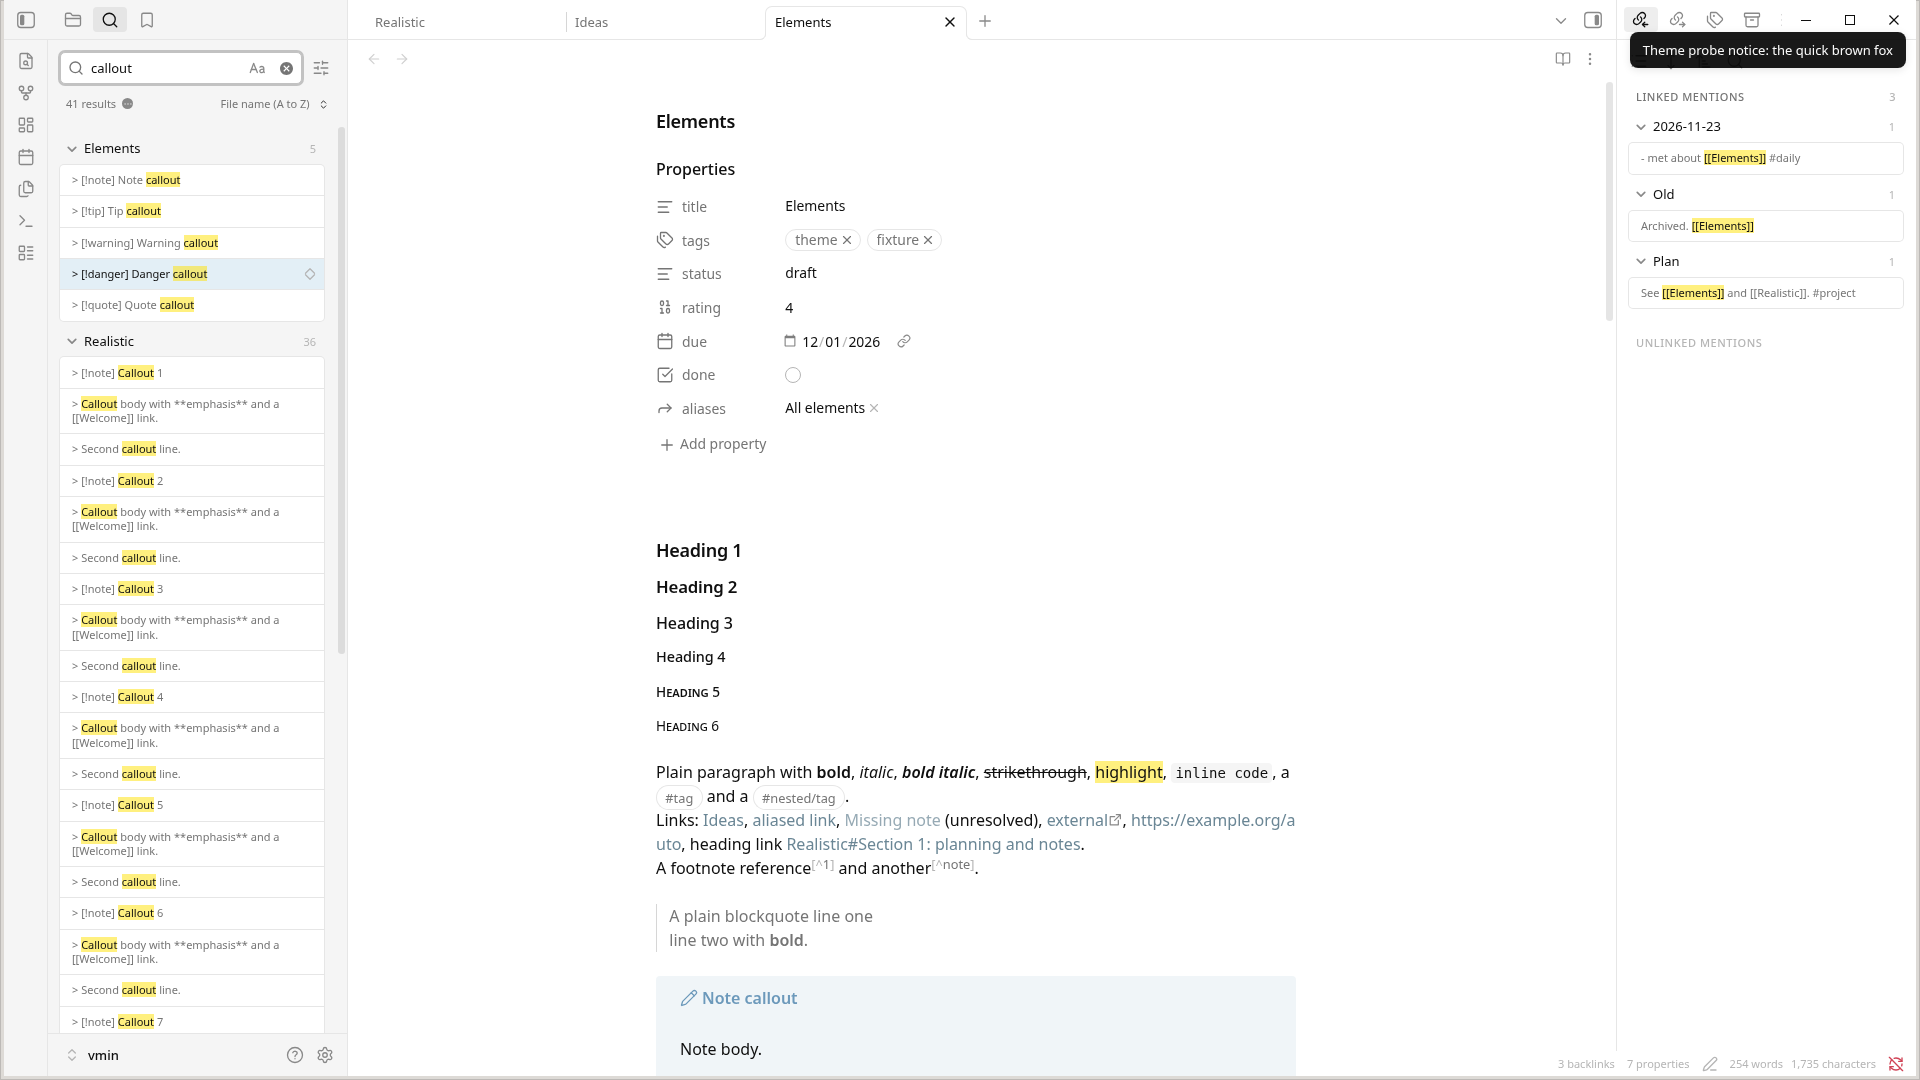 Realistic
Ideas
Elements
Theme probe notice: the quick brown fox
callout
Aa
41 results
File name (A to Z)
Elements
5
> [!note] Note callout
> [!tip] Tip callout
> [!warning] Warning callout
> [!danger] Danger callout
> [!quote] Quote callout
Realistic
36
> [!note] Callout 1
> Callout body with **emphasis** and a
[[Welcome]] link.
> Second callout line.
> [!note] Callout 2
> Callout body with **emphasis** and a
[[Welcome]] link.
> Second callout line.
> [!note] Callout 3
> Callout body with **emphasis** and a
[[Welcome]] link.
> Second callout line.
> [!note] Callout 4
> Callout body with **emphasis** and a
[[Welcome]] link.
> Second callout line.
> [!note] Callout 5
> Callout body with **emphasis** and a
[[Welcome]] link.
> Second callout line.
> [!note] Callout 6
> Callout body with **emphasis** and a
[[Welcome]] link.
> Second callout line.
> [!note] Callout 7
vmin
Elements
Properties
title Elements
tags theme fixture
status draft
rating 4
due 12/01/2026
done
aliases All elements
Add property
Heading 1
Heading 2
Heading 3
Heading 4
Heading 5
Heading 6
Plain paragraph with bold, italic, bold italic, strikethrough, highlight, inline code, a
#tag and a #nested/tag.
Links: Ideas, aliased link, Missing note (unresolved), external, https://example.org/a
uto, heading link Realistic#Section 1: planning and notes.
A footnote reference[^1] and another[^note].
A plain blockquote line one
line two with bold.
Note callout
Note body.
LINKED MENTIONS 3
2026-11-23 1
- met about [[Elements]] #daily
Old 1
Archived. [[Elements]]
Plan 1
See [[Elements]] and [[Realistic]]. #project
UNLINKED MENTIONS
3 backlinks 7 properties 254 words 1,735 characters